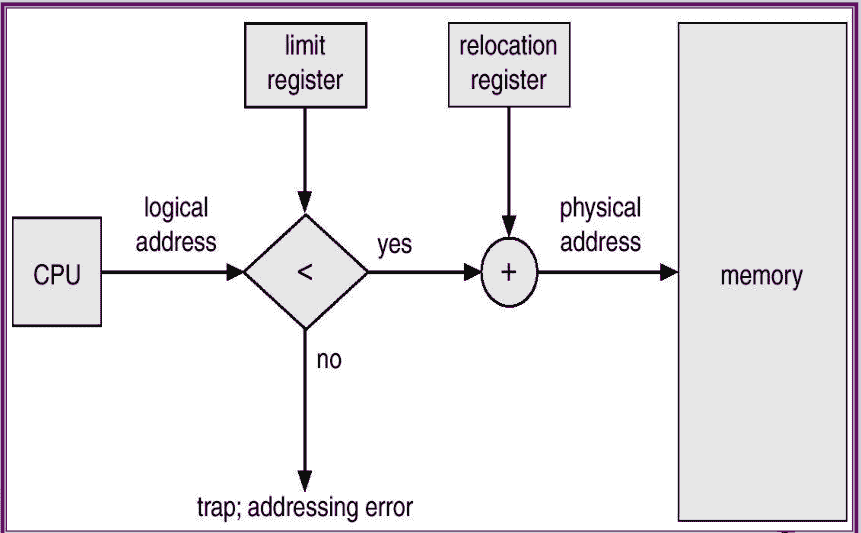 limit
register
relocation
register
logical
address
physical
address
CPU
<
yes
+
memory
no
trap; addressing error